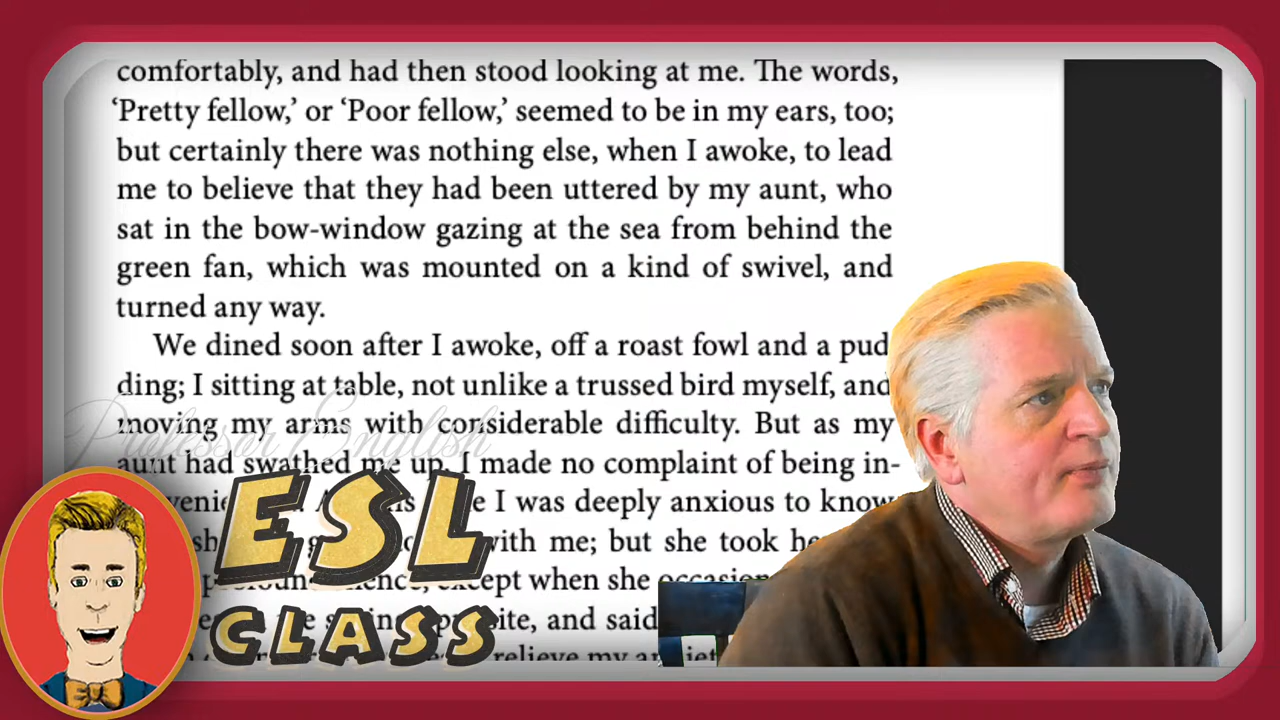 comfortably, and had then stood looking at me. The words,
‘Pretty fellow,’ or ‘Poor fellow,’ seemed to be in my ears, too;
but certainly there was nothing else, when I awoke, to lead
me to believe that they had been uttered by my aunt, who
sat in the bow-window gazing at the sea from behind the
green fan, which was mounted on a kind of swivel, and
turned any way.
We dined soon after I awoke, off a roast fowl and a pud
ding; I sitting at table, not unlike a trussed bird myself, and
moving my arms with considerable difficulty. But as my
aunt had swathed me up, I made no complaint of being in-
I was deeply anxious to know
with me; but she took
except when she
and said
relieve my
Professor English
ESL
CLASS